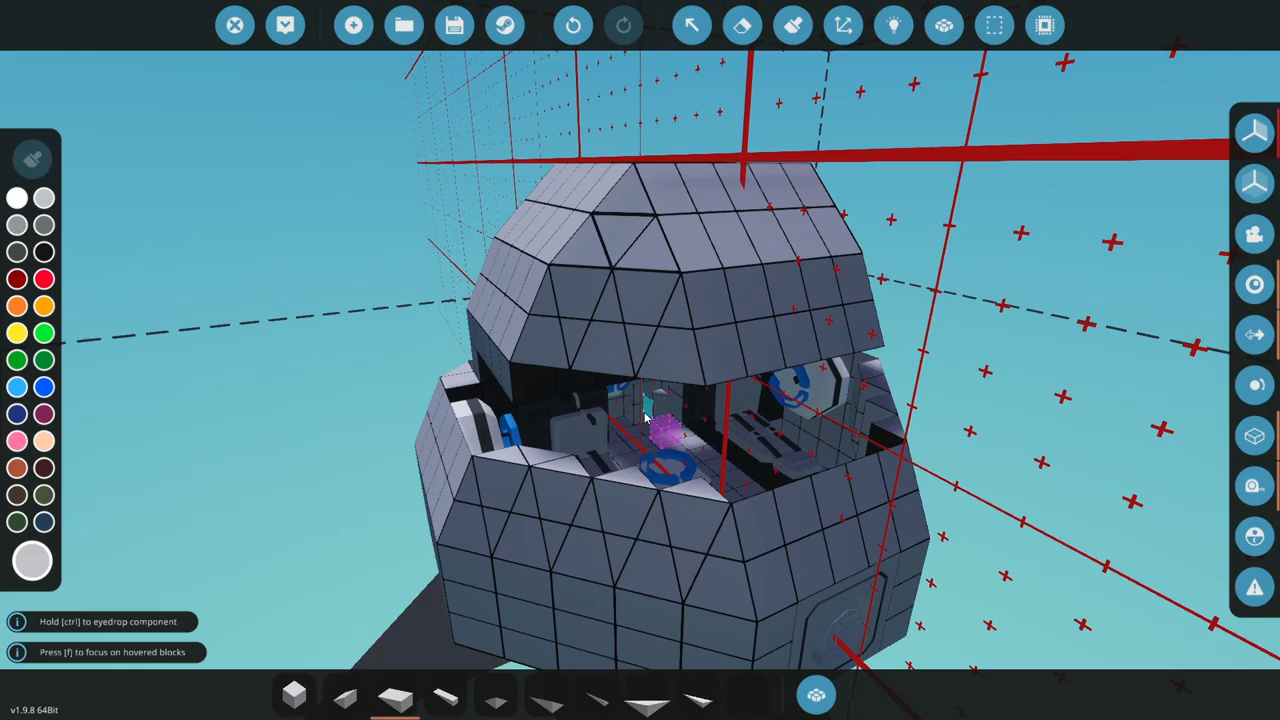 Hold [ctrl] to eyedrop component
Press [f] to focus on hovered blocks
v1.9.8 64Bit